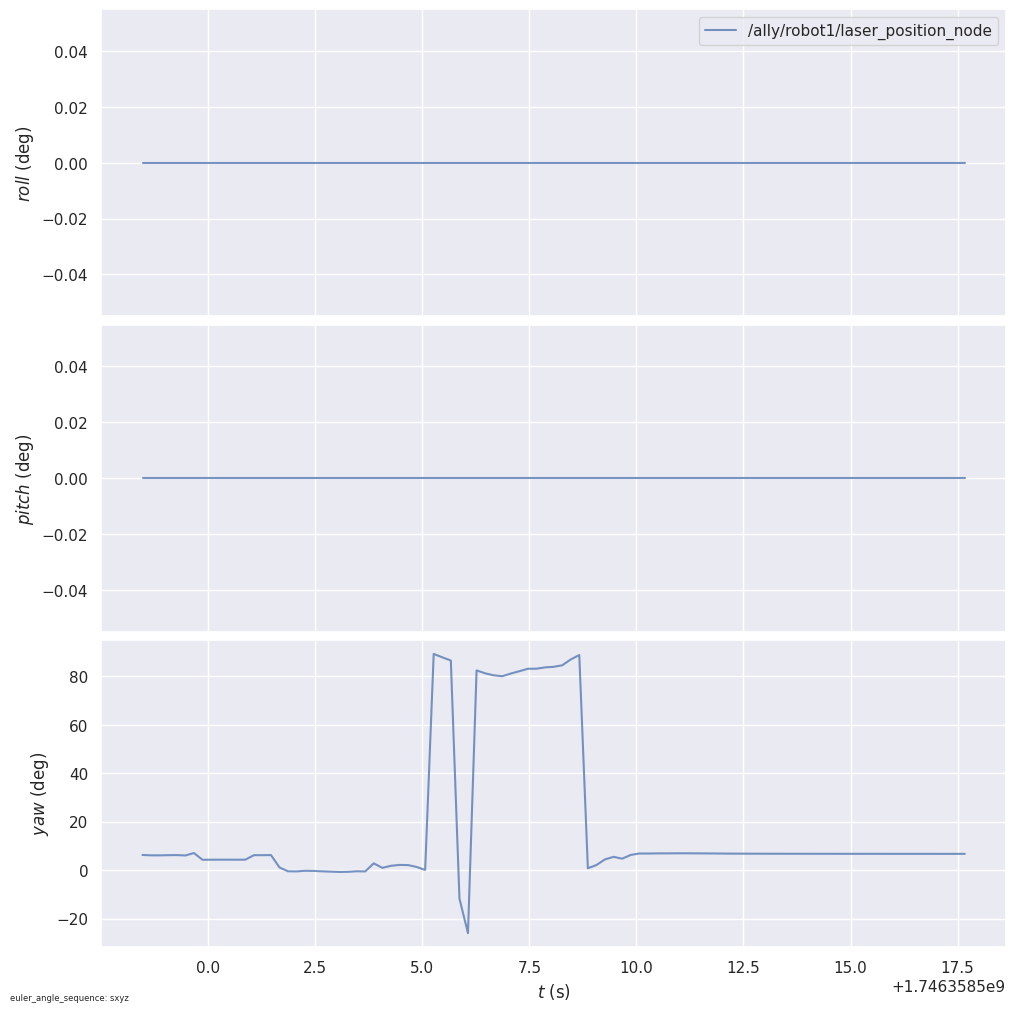 /ally/robot1/laser_position_node
0.04
0.02
0.00
−0.02
−0.04
roll (deg)
0.04
0.02
0.00
−0.02
−0.04
pitch (deg)
80
60
40
20
0
−20
yaw (deg)
0.0 2.5 5.0 7.5 10.0 12.5 15.0 17.5
+1.7463585e9
t (s)
euler_angle_sequence: sxyz